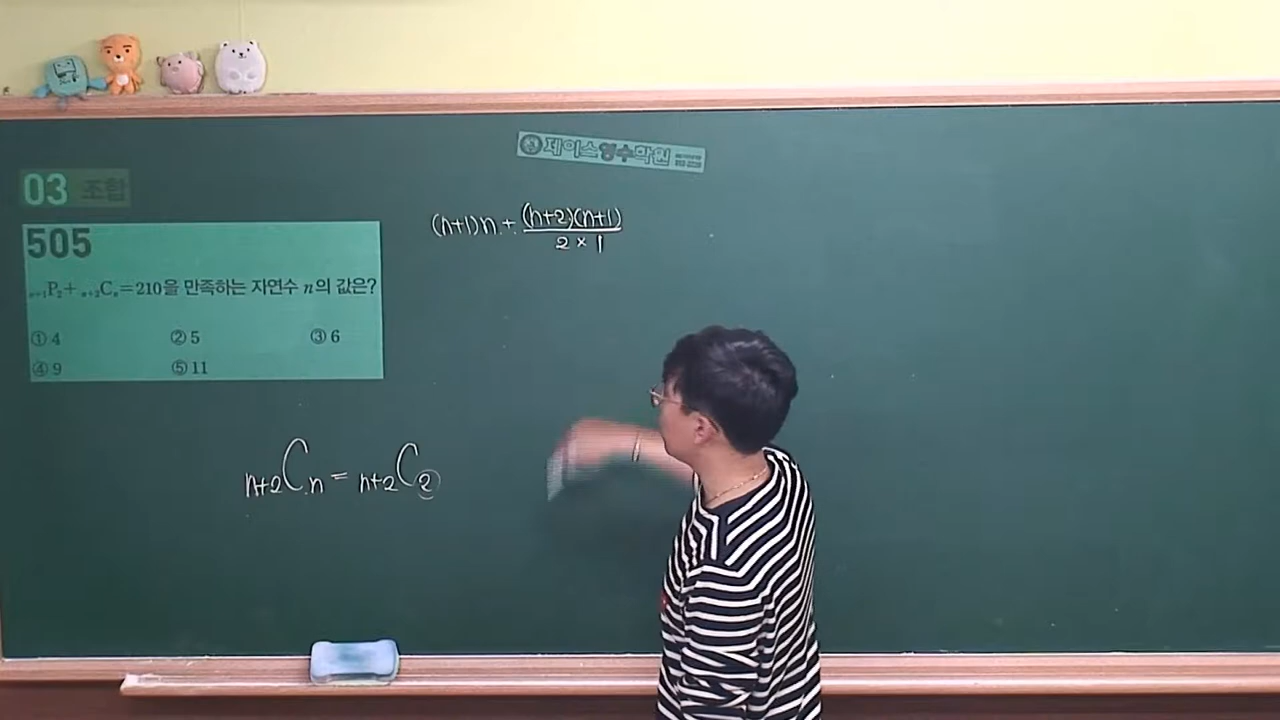 제이스영수학원
03 조합
(n+1)n + (n+2)(n+1) / 2 × 1
505
ₙ₊₁P₂ + ₙ₊₂Cₙ = 210을 만족하는 자연수 n의 값은?
① 4 ② 5 ③ 6
④ 9 ⑤ 11
ₙ₊₂Cₙ = ₙ₊₂C₂